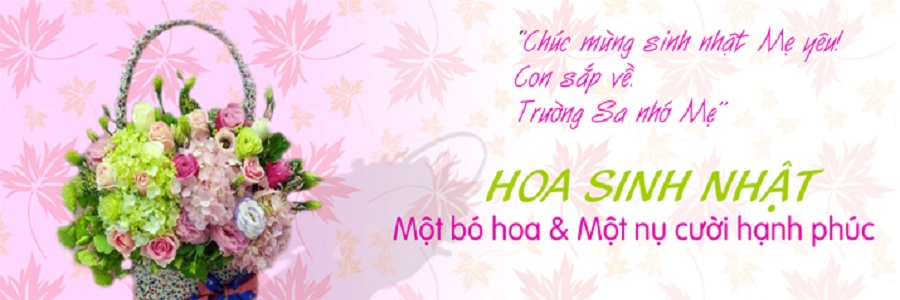 "Chúc mừng sinh nhật Mẹ yêu!
Con sắp về.
Trường Sa nhớ Mẹ"
HOA SINH NHẬT
Một bó hoa & Một nụ cười hạnh phúc